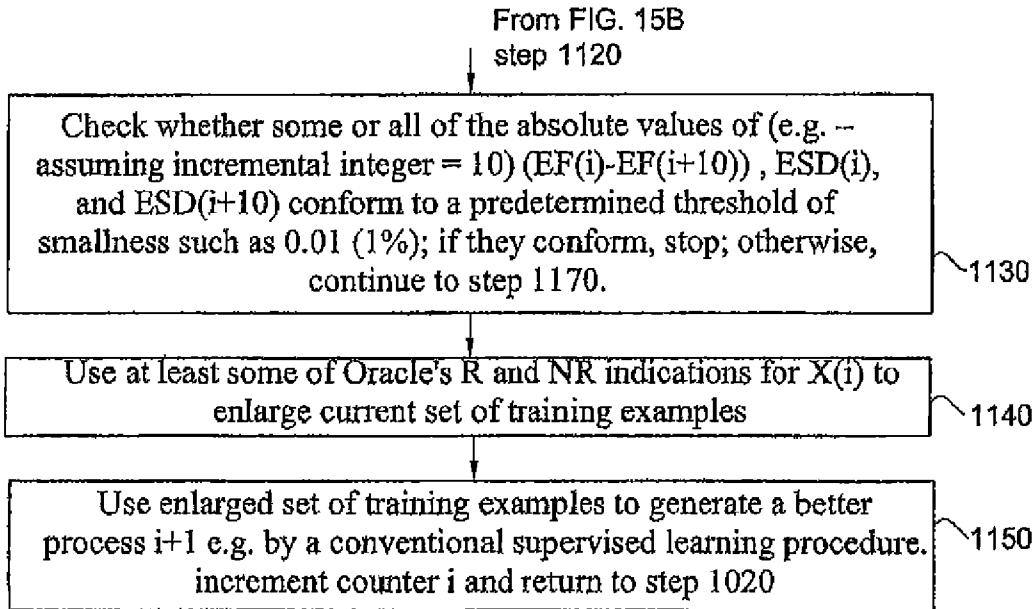 From FIG. 15B
step 1120
Check whether some or all of the absolute values of (e.g. --
assuming incremental integer = 10) (EF(i)-EF(i+10)) , ESD(i),
and ESD(i+10) conform to a predetermined threshold of
smallness such as 0.01 (1%); if they conform, stop; otherwise,
continue to step 1170.
1130
Use at least some of Oracle's R and NR indications for X(i) to
enlarge current set of training examples
1140
Use enlarged set of training examples to generate a better
process i+1 e.g. by a conventional supervised learning procedure.
increment counter i and return to step 1020
1150